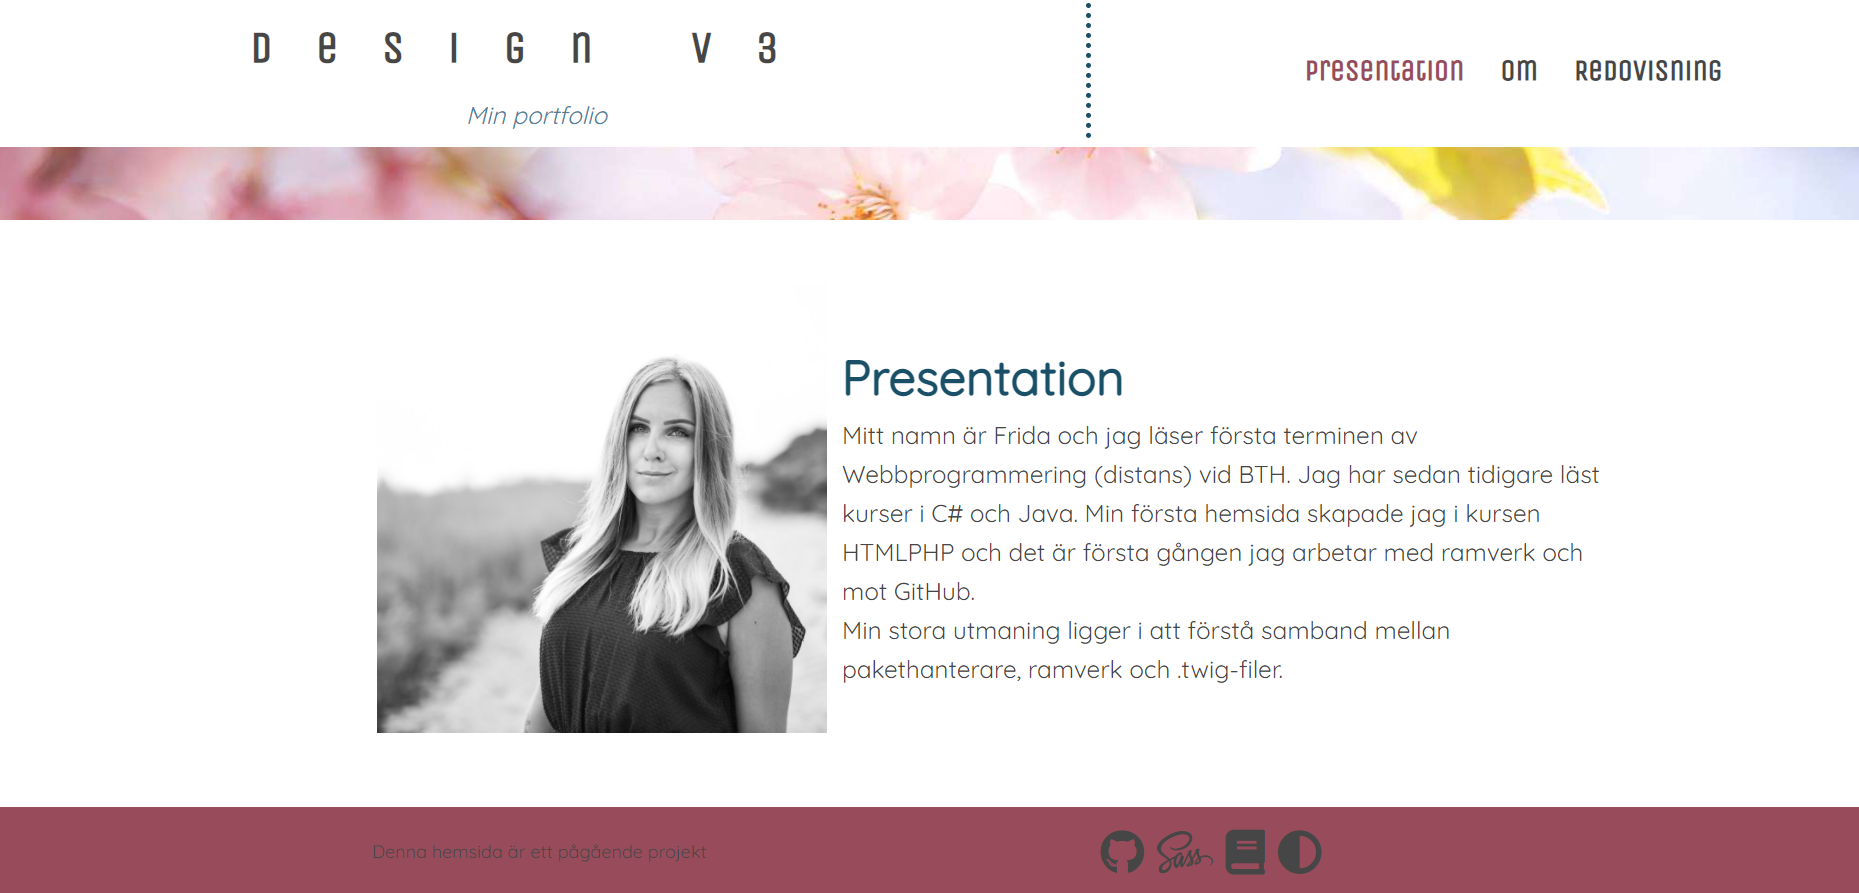 Design v3
Min portfolio
Presentation Om Redovisning
Presentation
Mitt namn är Frida och jag läser första terminen av
Webbprogrammering (distans) vid BTH. Jag har sedan tidigare läst
kurser i C# och Java. Min första hemsida skapade jag i kursen
HTMLPHP och det är första gången jag arbetar med ramverk och
mot GitHub.
Min stora utmaning ligger i att förstå samband mellan
pakethanterare, ramverk och .twig-filer.
Denna hemsida är ett pågående projekt
Sass